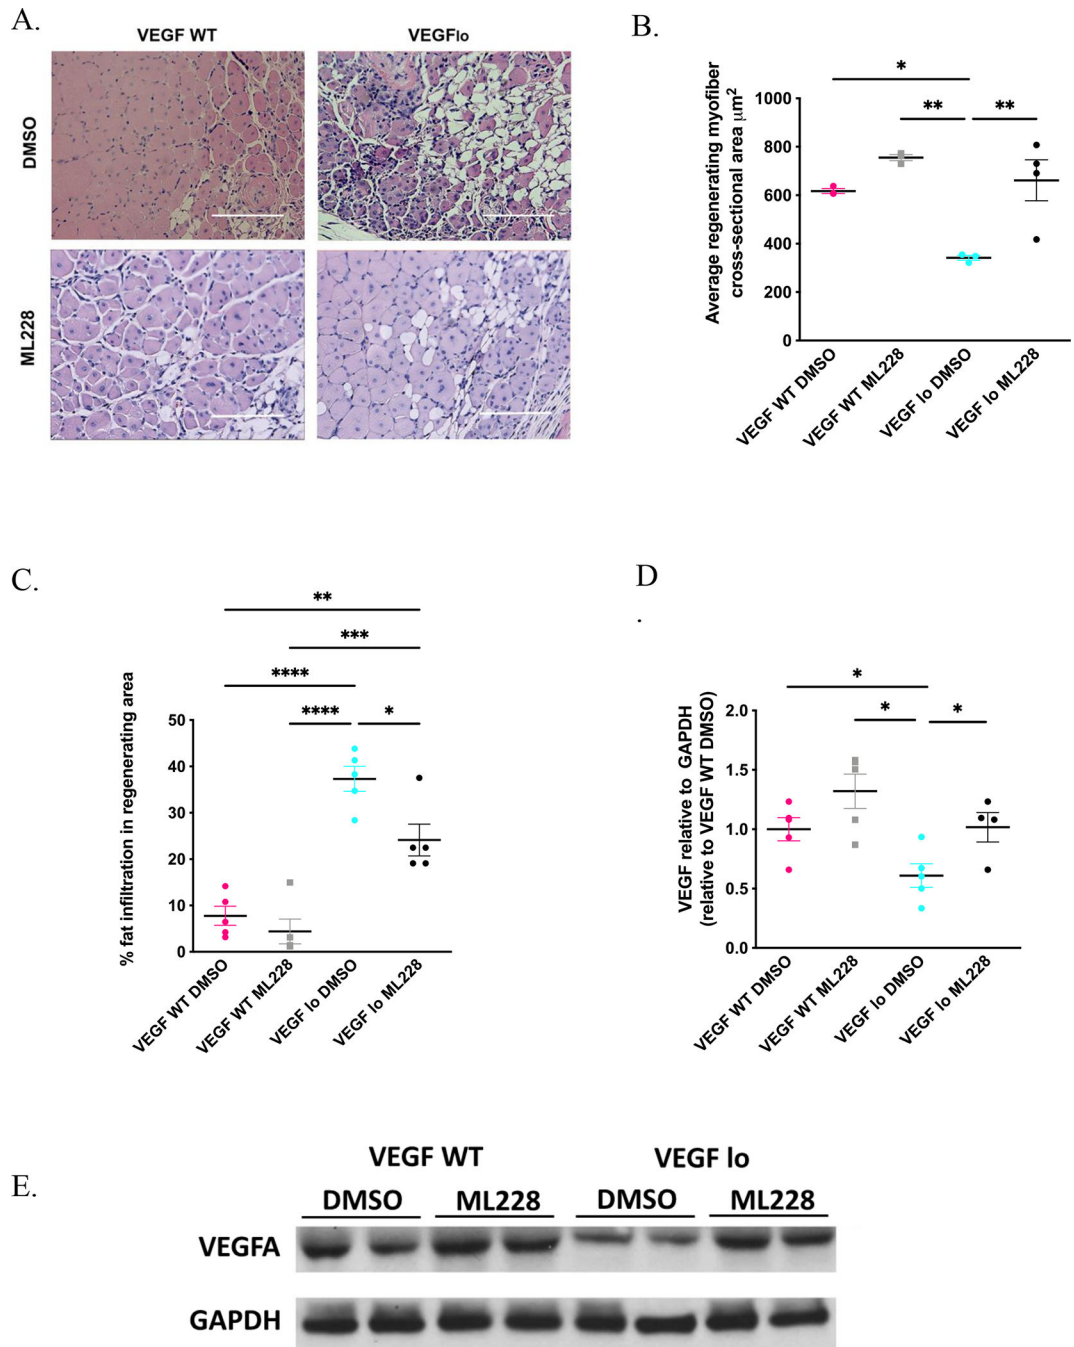 A.
VEGF WT
VEGFlo
DMSO
ML228
B.
Average regenerating myofiber
cross-sectional area μm2
*
**
**
1000
800
600
400
200
0
VEGF WT DMSO
VEGF WT ML228
VEGF lo DMSO
VEGF lo ML228
C.
% fat infiltration in regenerating area
**
***
****
****
*
50
40
30
20
10
0
VEGF WT DMSO
VEGF WT ML228
VEGF lo DMSO
VEGF lo ML228
D
.
VEGF relative to GAPDH
(relative to VEGF WT DMSO)
*
*
*
2.0
1.5
1.0
0.5
0.0
VEGF WT DMSO
VEGF WT ML228
VEGF lo DMSO
VEGF lo ML228
E.
VEGF WT
VEGF lo
DMSO
ML228
DMSO
ML228
VEGFA
GAPDH